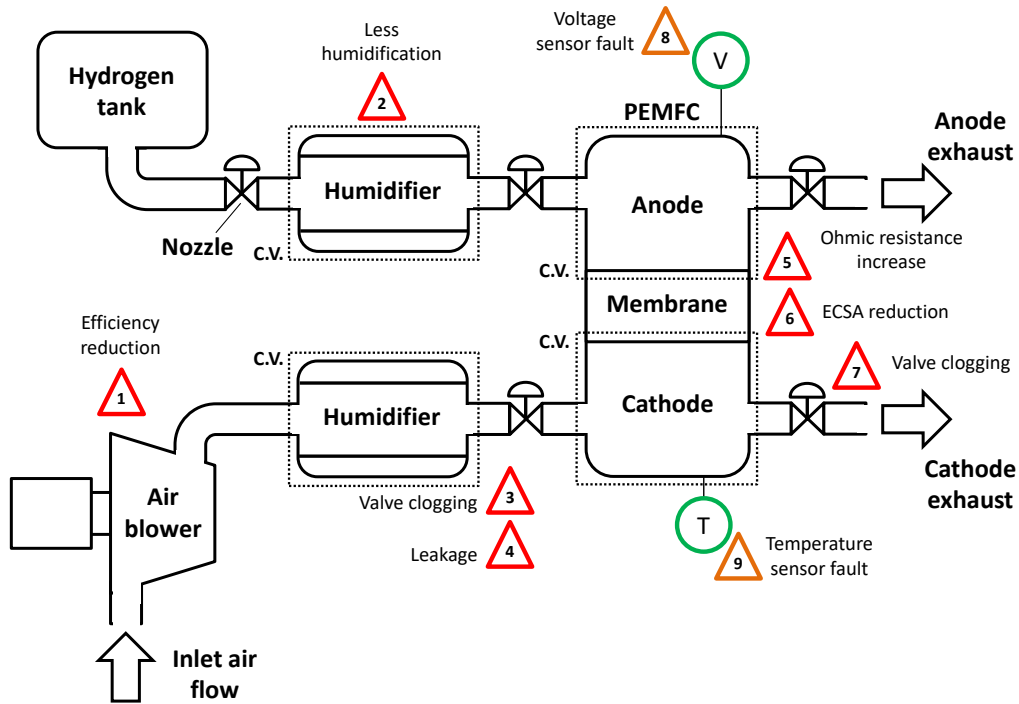 Hydrogen
tank
Less
humidification
2
Voltage
sensor fault
8
V
PEMFC
Anode
exhaust
Humidifier
Anode
Nozzle
C.V.
C.V.
5
Ohmic resistance
increase
Membrane
6
ECSA reduction
Efficiency
reduction
1
C.V.
C.V.
7
Valve clogging
Humidifier
Cathode
Cathode
exhaust
Air
blower
Valve clogging
3
Leakage
4
T
9
Temperature
sensor fault
Inlet air
flow